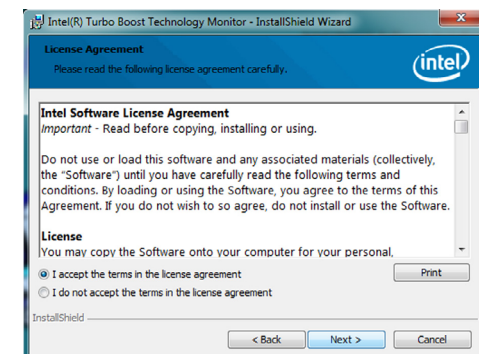 Intel(R) Turbo Boost Technology Monitor - InstallShield Wizard
License Agreement
Please read the following license agreement carefully.
intel
Intel Software License Agreement
Important - Read before copying, installing or using.
Do not use or load this software and any associated materials (collectively,
the "Software") until you have carefully read the following terms and
conditions. By loading or using the Software, you agree to the terms of this
Agreement. If you do not wish to so agree, do not install or use the Software.
License
You may copy the Software onto your computer for your personal,
I accept the terms in the license agreement
Print
I do not accept the terms in the license agreement
InstallShield
< Back
Next >
Cancel